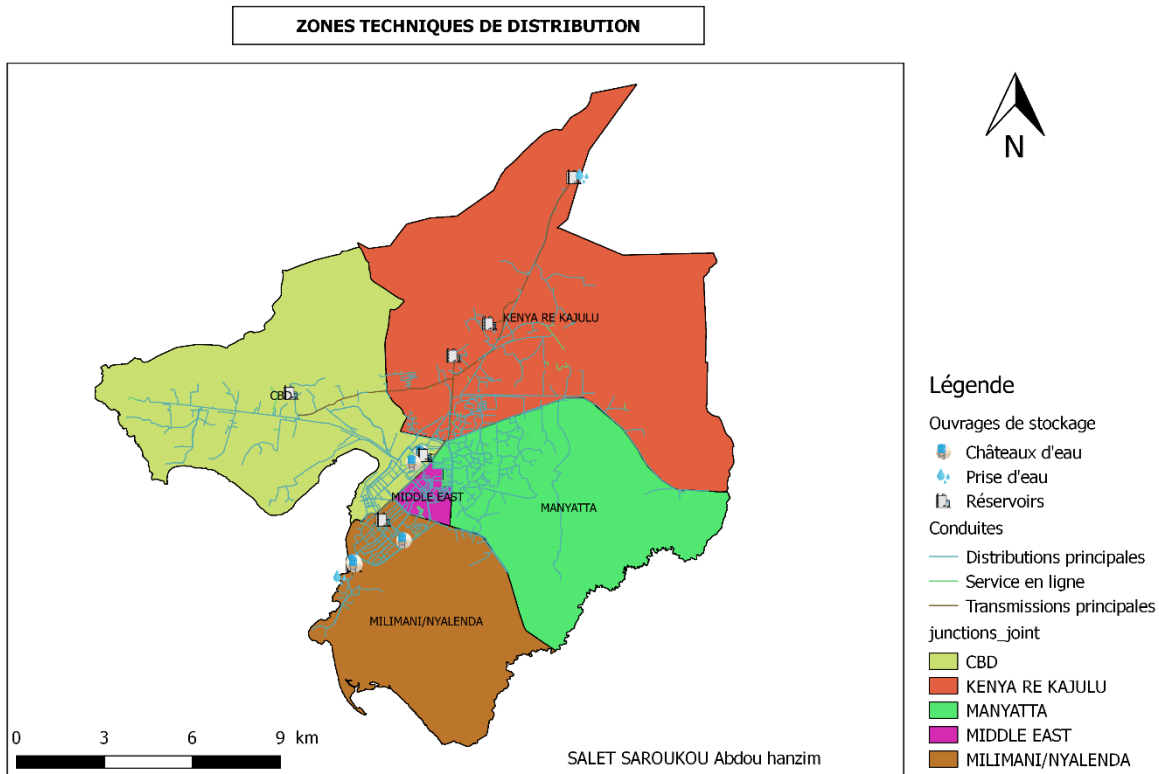 ZONES TECHNIQUES DE DISTRIBUTION
N
KENYA RE KAJULU
CBD
MIDDLE EAST
MANYATTA
MILIMANI/NYALENDA
0 3 6 9 km
SALET SAROUKOU Abdou hanzim
Légende
Ouvrages de stockage
Châteaux d'eau
Prise d'eau
Réservoirs
Conduites
Distributions principales
Service en ligne
Transmissions principales
junctions_joint
CBD
KENYA RE KAJULU
MANYATTA
MIDDLE EAST
MILIMANI/NYALENDA